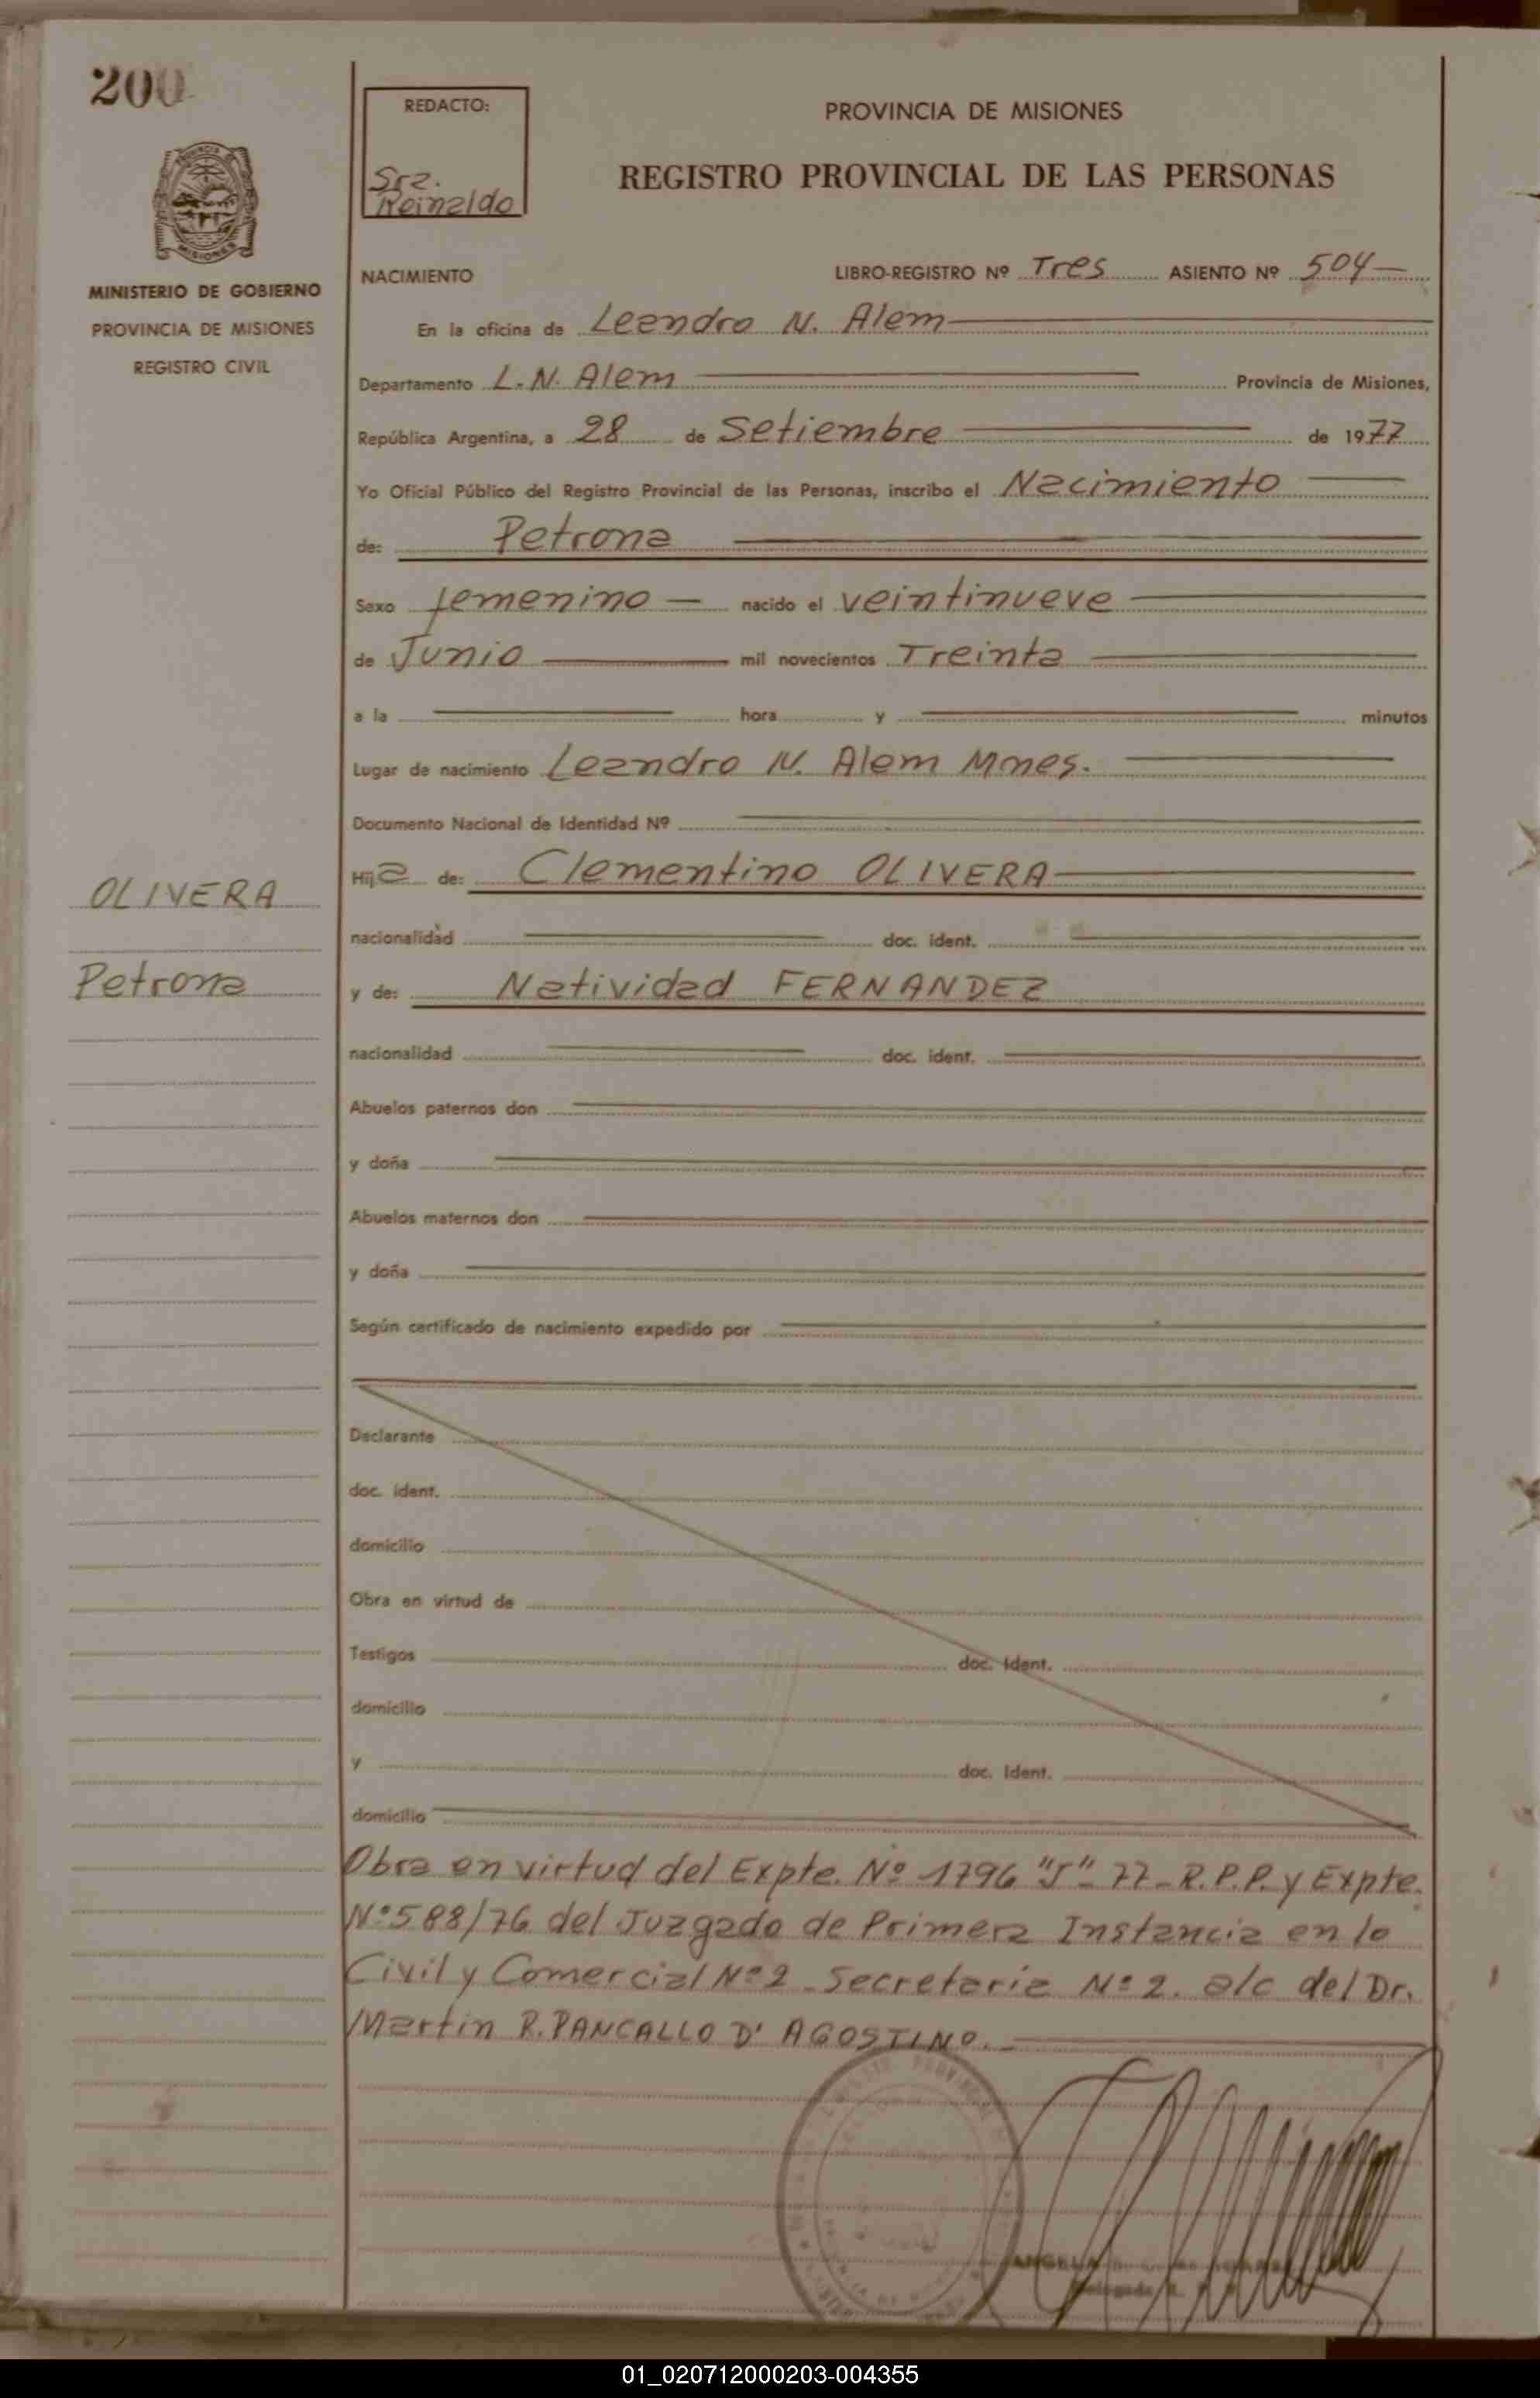 200
MINISTERIO DE GOBIERNO
PROVINCIA DE MISIONES
REGISTRO CIVIL
OLIVERA
Petrona
REDACTO:
Sra.
Reinaldo
PROVINCIA DE MISIONES
REGISTRO PROVINCIAL DE LAS PERSONAS
NACIMIENTO LIBRO-REGISTRO Nº Tres ASIENTO Nº 504
En la oficina de Leandro N. Alem
Departamento L.N. Alem Provincia de Misiones,
República Argentina, a 28 de Setiembre de 1977
Yo Oficial Público del Registro Provincial de las Personas, inscribo el Nacimiento
de: Petrona
Sexo femenino nacido el veintinueve
de Junio mil novecientos Treinta
a la hora y minutos
Lugar de nacimiento Leandro N. Alem Mnes.
Documento Nacional de Identidad Nº
Hija de: Clementino OLIVERA
nacionalidad doc. ident.
y de: Natividad FERNANDEZ
nacionalidad doc. ident.
Abuelos paternos don
y doña
Abuelos maternos don
y doña
Según certificado de nacimiento expedido por
Declarante
doc. ident.
domicilio
Obra en virtud de
Testigos doc. Ident.
domicilio
y doc. Ident.
domicilio
Obra en virtud del Expte. Nº 1796 "J"- 77- R.P.P. y Expte.
Nº 588/76 del Juzgado de Primera Instancia en lo
Civil y Comercial Nº 2 - Secretaria Nº 2. a/c del Dr.
Martin R. PANCALLO D' AGOSTINO.
01_020712000203-004355